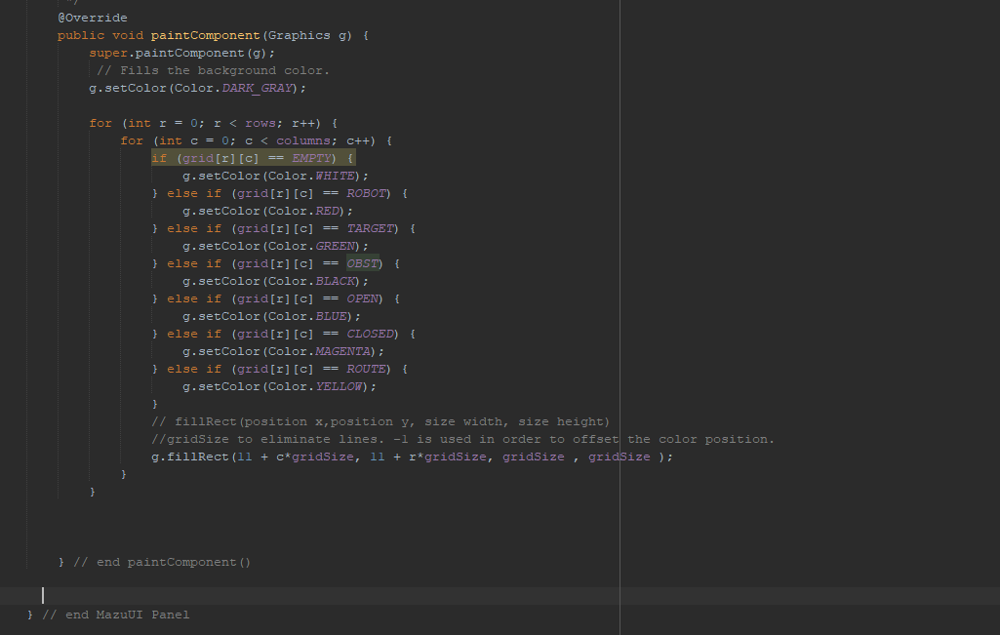 */
@Override
public void paintComponent(Graphics g) {
super.paintComponent(g);
// Fills the background color.
g.setColor(Color.DARK_GRAY);
for (int r = 0; r < rows; r++) {
for (int c = 0; c < columns; c++) {
if (grid[r][c] == EMPTY) {
g.setColor(Color.WHITE);
} else if (grid[r][c] == ROBOT) {
g.setColor(Color.RED);
} else if (grid[r][c] == TARGET) {
g.setColor(Color.GREEN);
} else if (grid[r][c] == OBST) {
g.setColor(Color.BLACK);
} else if (grid[r][c] == OPEN) {
g.setColor(Color.BLUE);
} else if (grid[r][c] == CLOSED) {
g.setColor(Color.MAGENTA);
} else if (grid[r][c] == ROUTE) {
g.setColor(Color.YELLOW);
}
// fillRect(position x,position y, size width, size height)
//gridSize to eliminate lines. -1 is used in order to offset the color position.
g.fillRect(11 + c*gridSize, 11 + r*gridSize, gridSize , gridSize );
}
}
} // end paintComponent()
} // end MazuUI Panel